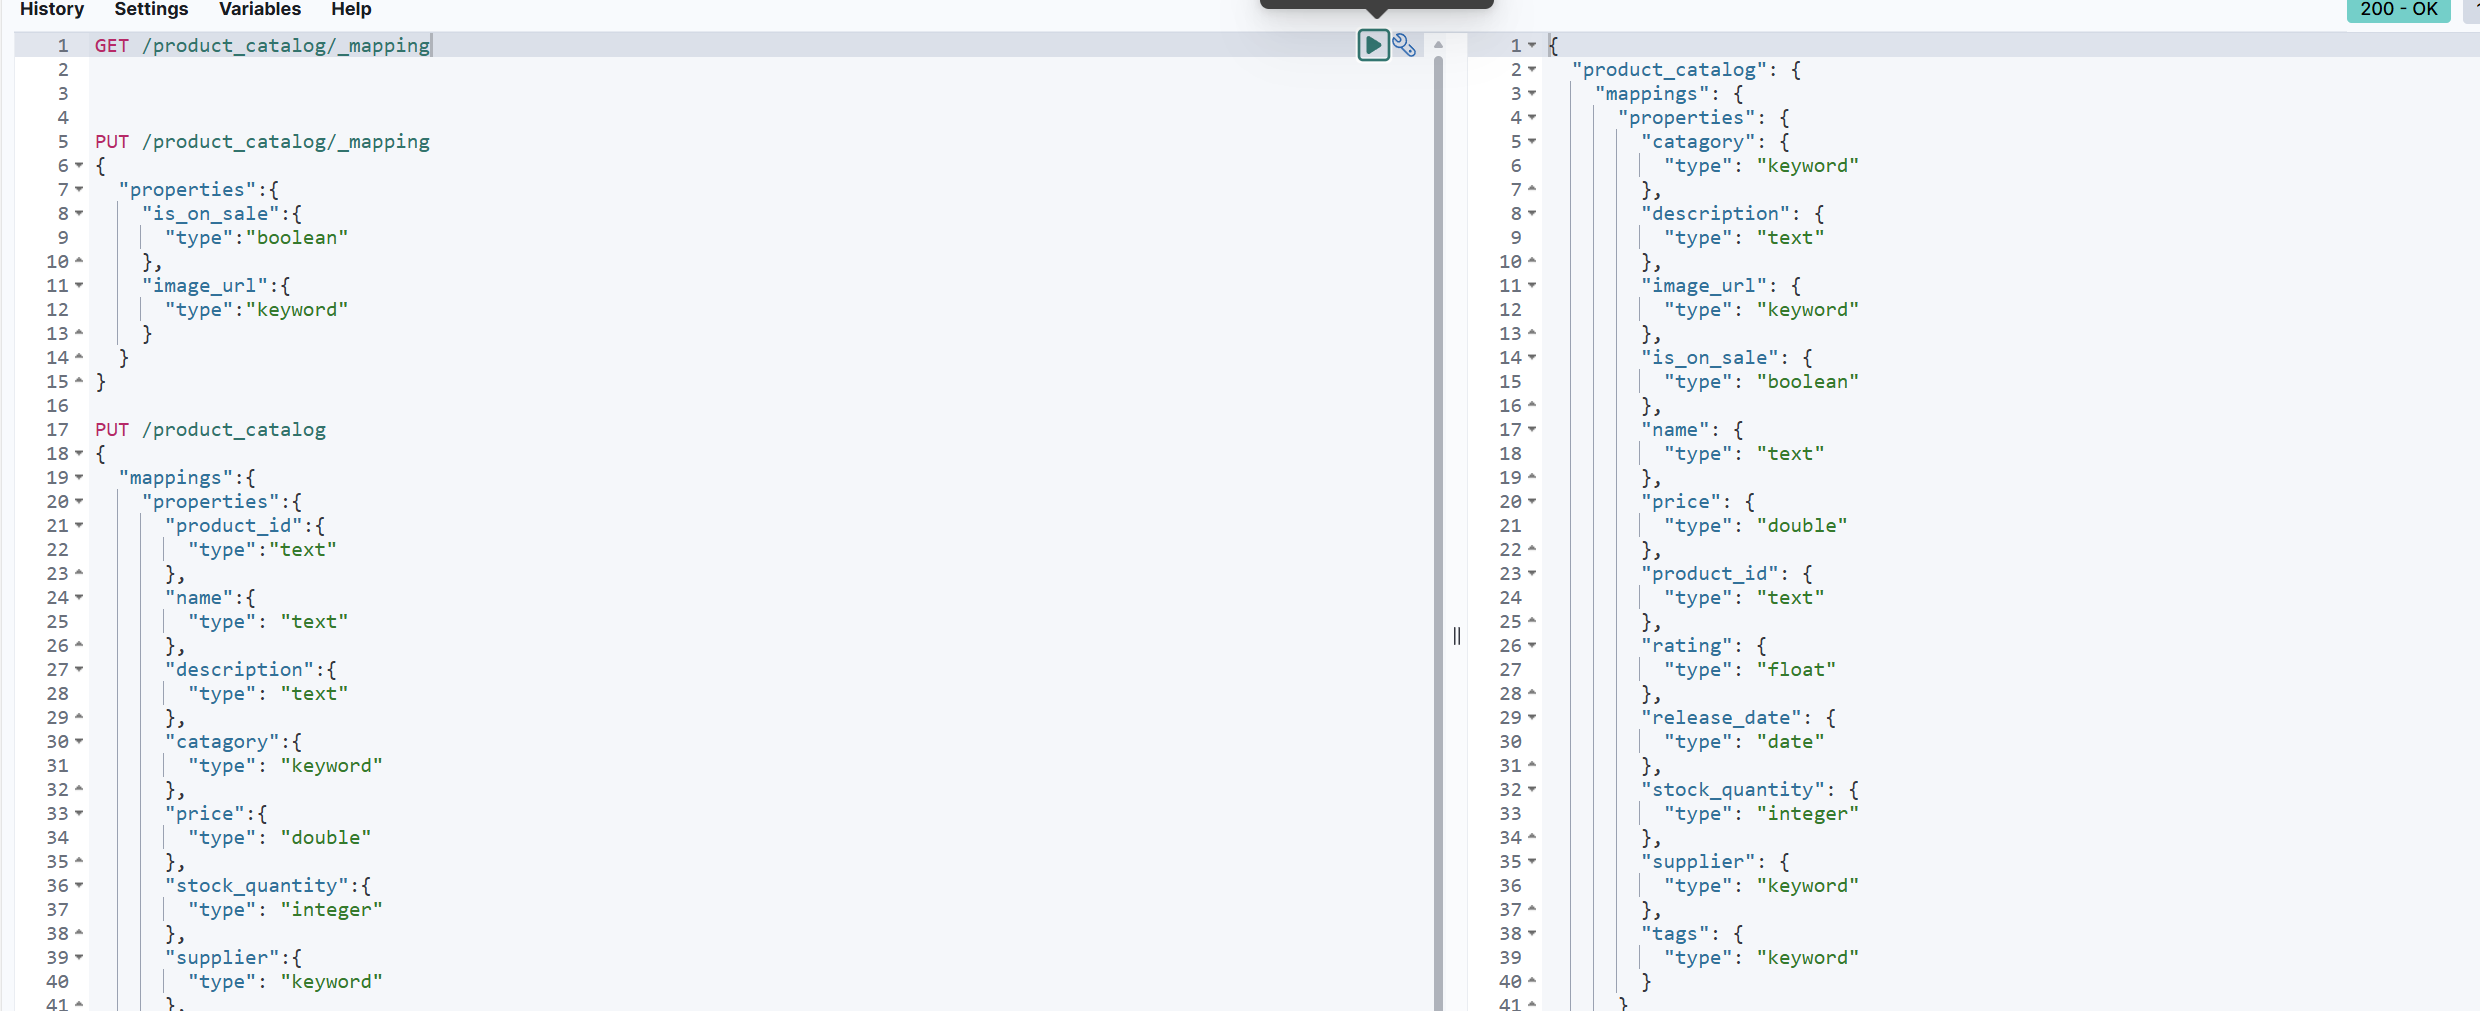 History Settings Variables Help
200 - OK
1 GET /product_catalog/_mapping
2
3
4
5 PUT /product_catalog/_mapping
6 {
7   "properties":{
8     "is_on_sale":{
9       "type":"boolean"
10     },
11     "image_url":{
12       "type":"keyword"
13     }
14   }
15 }
16
17 PUT /product_catalog
18 {
19   "mappings":{
20     "properties":{
21       "product_id":{
22         "type":"text"
23       },
24       "name":{
25         "type": "text"
26       },
27       "description":{
28         "type": "text"
29       },
30       "catagory":{
31         "type": "keyword"
32       },
33       "price":{
34         "type": "double"
35       },
36       "stock_quantity":{
37         "type": "integer"
38       },
39       "supplier":{
40         "type": "keyword"
41       },
1 {
2   "product_catalog": {
3     "mappings": {
4       "properties": {
5         "catagory": {
6           "type": "keyword"
7         },
8         "description": {
9           "type": "text"
10         },
11         "image_url": {
12           "type": "keyword"
13         },
14         "is_on_sale": {
15           "type": "boolean"
16         },
17         "name": {
18           "type": "text"
19         },
20         "price": {
21           "type": "double"
22         },
23         "product_id": {
24           "type": "text"
25         },
26         "rating": {
27           "type": "float"
28         },
29         "release_date": {
30           "type": "date"
31         },
32         "stock_quantity": {
33           "type": "integer"
34         },
35         "supplier": {
36           "type": "keyword"
37         },
38         "tags": {
39           "type": "keyword"
40         }
41       }